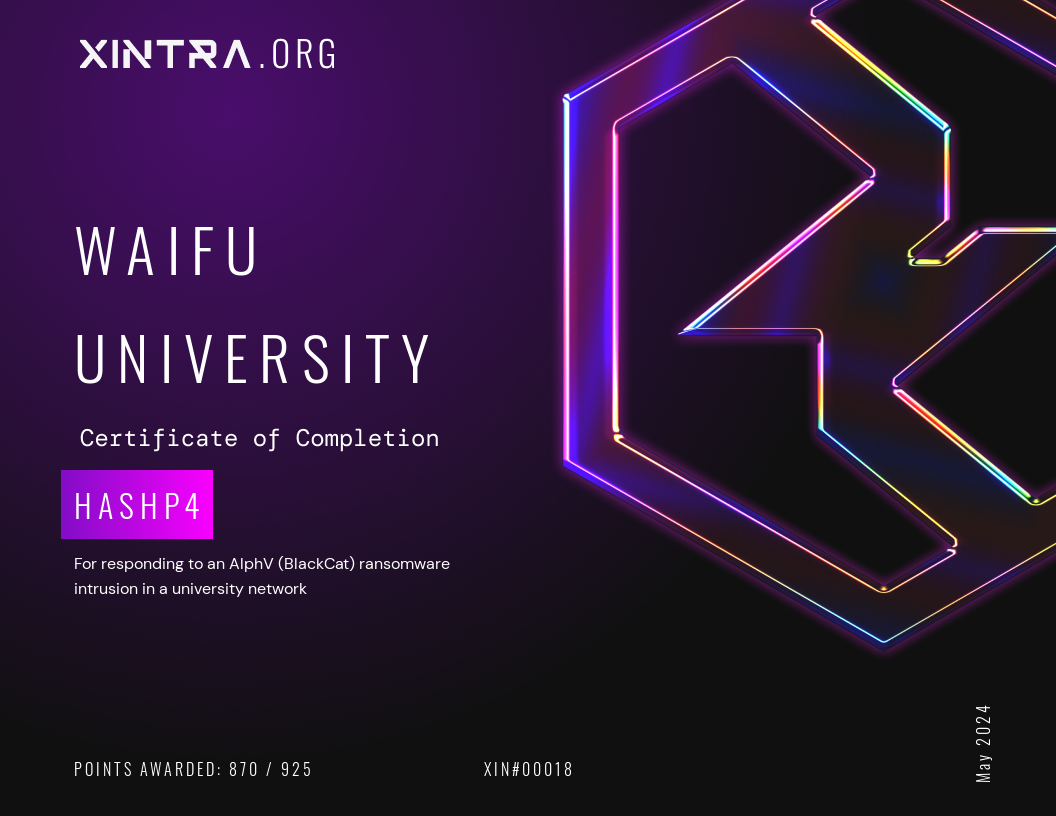 XINTRA.ORG
WAIFU
UNIVERSITY
Certificate of Completion
HASHP4
For responding to an AlphV (BlackCat) ransomware
intrusion in a university network
POINTS AWARDED: 870 / 925
XIN#00018
May 2024